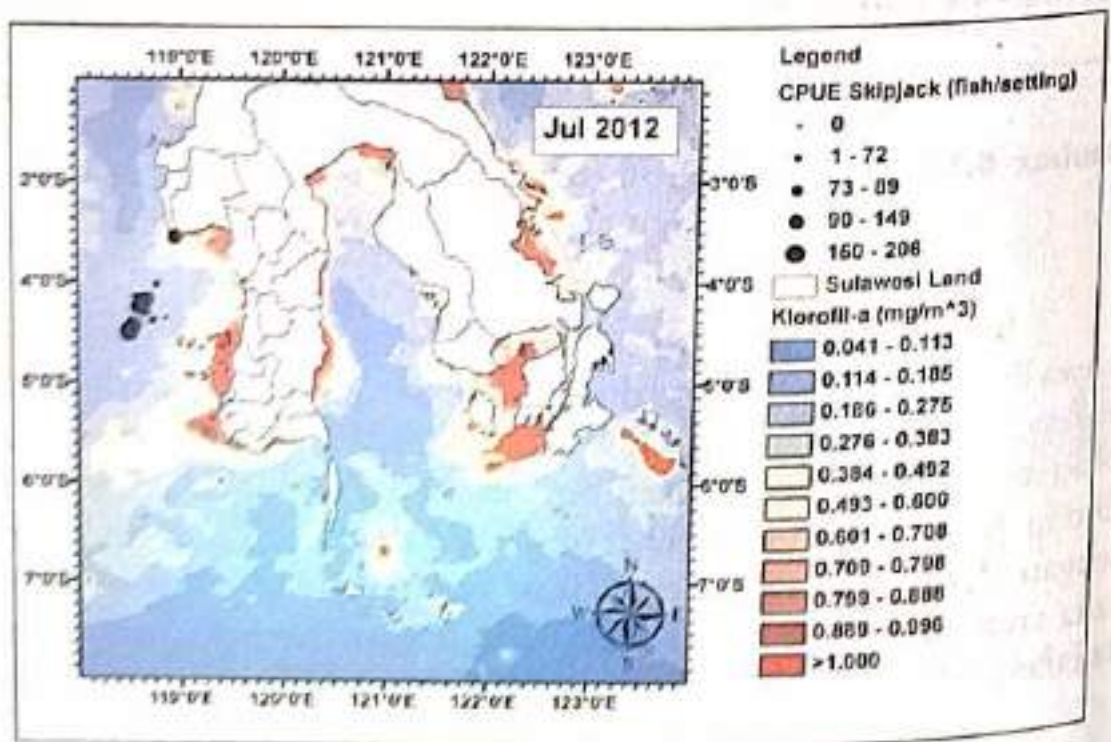 119°0'E 120°0'E 121°0'E 122°0'E 123°0'E
Jul 2012
3°0'S 3°0'S
4°0'S 4°0'S
5°0'S 5°0'S
6°0'S 6°0'S
7°0'S 7°0'S
N
W
S
119°0'E 120°0'E 121°0'E 122°0'E 123°0'E
Legend
CPUE Skipjack (fish/setting)
0
1 - 72
73 - 89
90 - 149
150 - 206
Sulawesi Land
Klorofil-a (mg/m^3)
0.041 - 0.113
0.114 - 0.185
0.186 - 0.275
0.276 - 0.383
0.384 - 0.492
0.493 - 0.600
0.601 - 0.708
0.709 - 0.798
0.799 - 0.888
0.889 - 0.996
>1.000